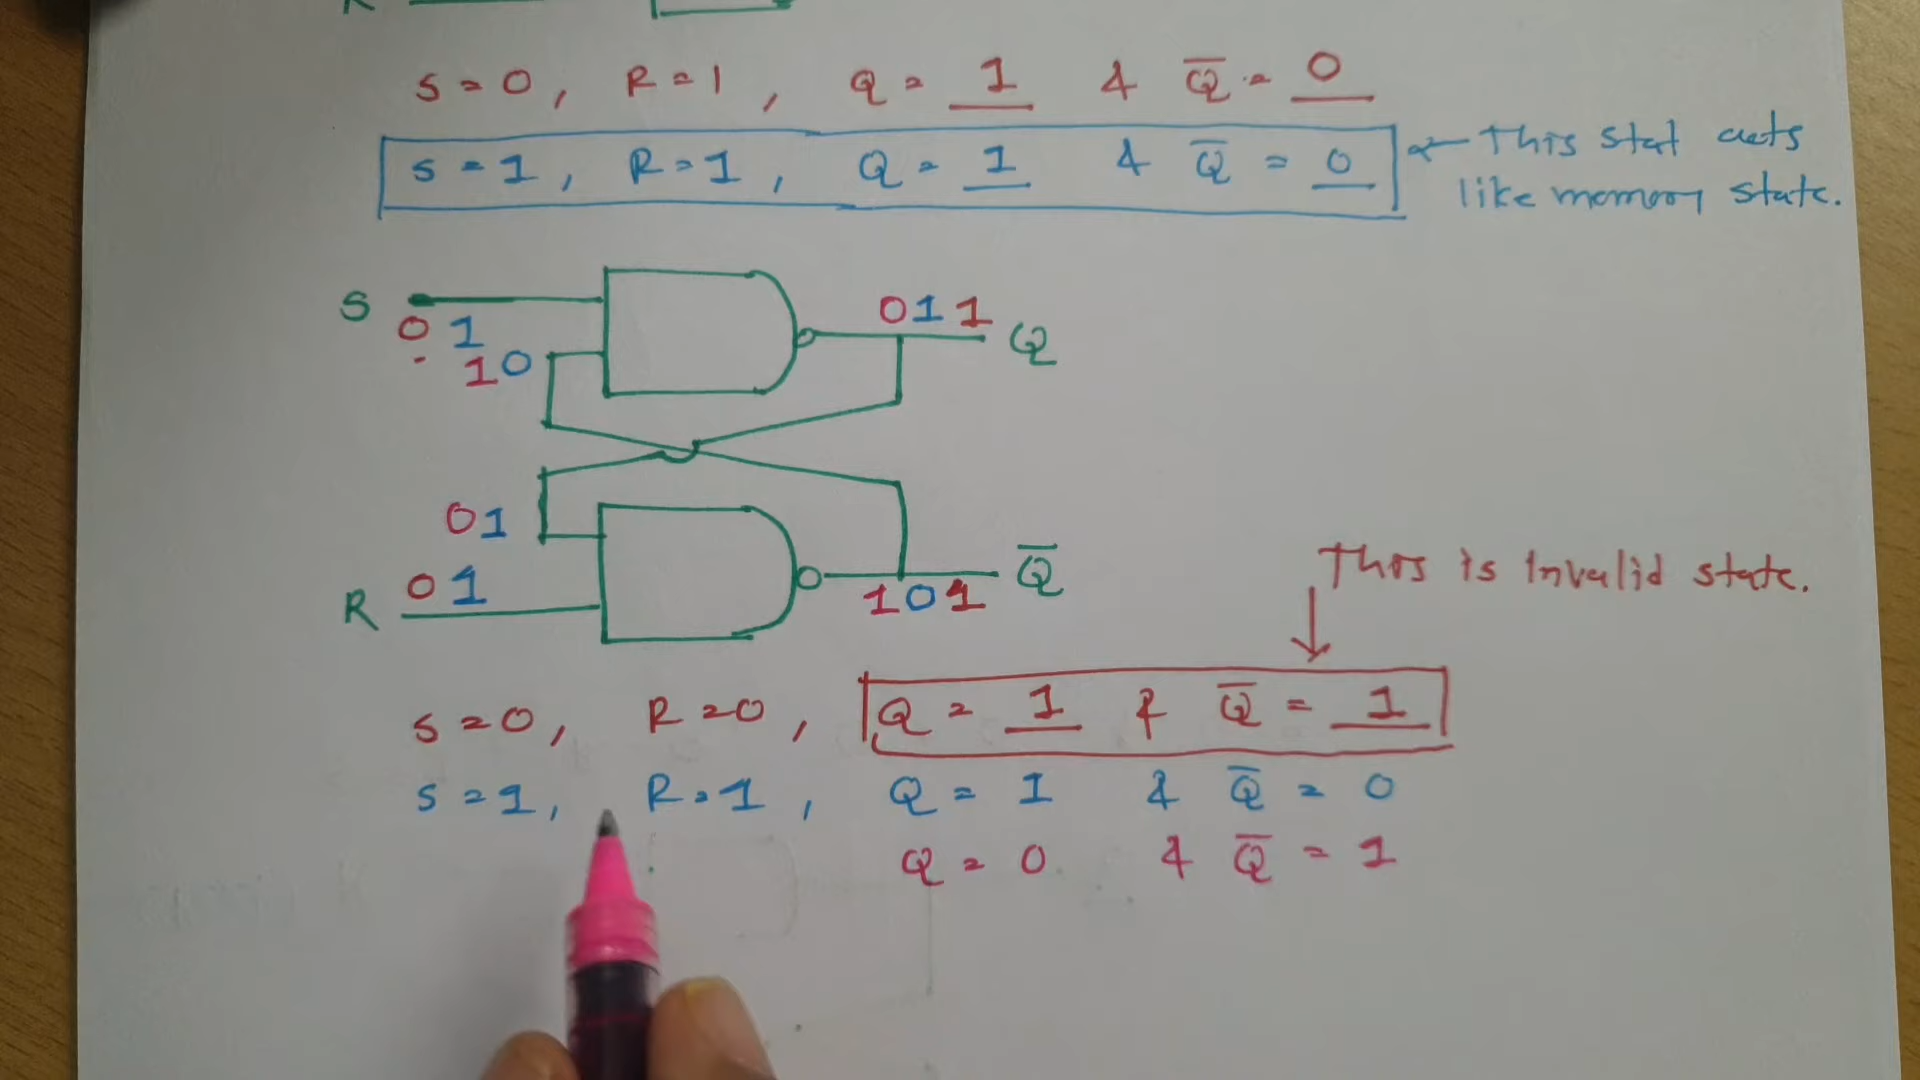 R
S = 0, R = 1, Q = 1 & Q̅ = 0
S = 1, R = 1, Q = 1 & Q̅ = 0
This stat acts
like memory state.
S
0 1
1 0
0 1 1
Q
0 1
R
0 1
1 0 1
Q̅
This is invalid state.
S = 0, R = 0, Q = 1 & Q̅ = 1
S = 1, R = 1, Q = 1 & Q̅ = 0
Q = 0 & Q̅ = 1